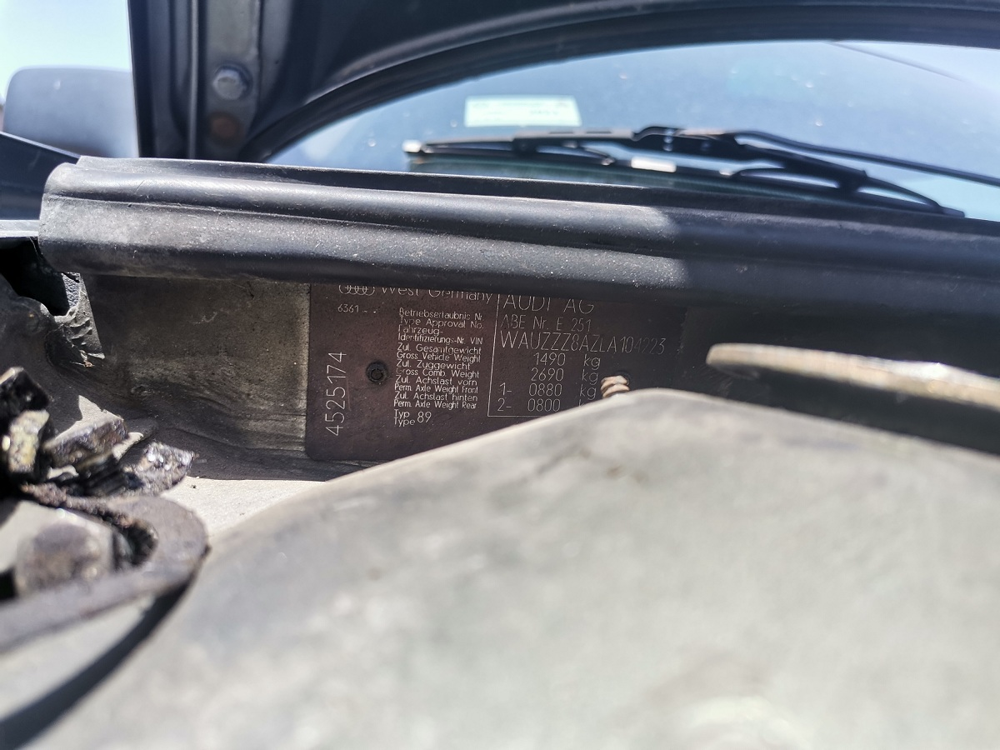 West Germany
AUDI AG
6361
Betriebserlaubnis Nr
Type Approval No.
ABE Nr. E 251
Fahrzeug-
Identifizierungs-Nr. VIN
WAUZZZ8AZLA104223
Zul. Gesamtgewicht
Gross Vehicle Weight
1490 kg
Zul. Zuggewicht
Gross Comb. Weight
2690 kg
Zul. Achslast vorn
Perm. Axle Weight Front
1- 0880 kg
Zul. Achslast hinten
Perm. Axle Weight Rear
2- 0800 kg
Typ
Type 89
4525174